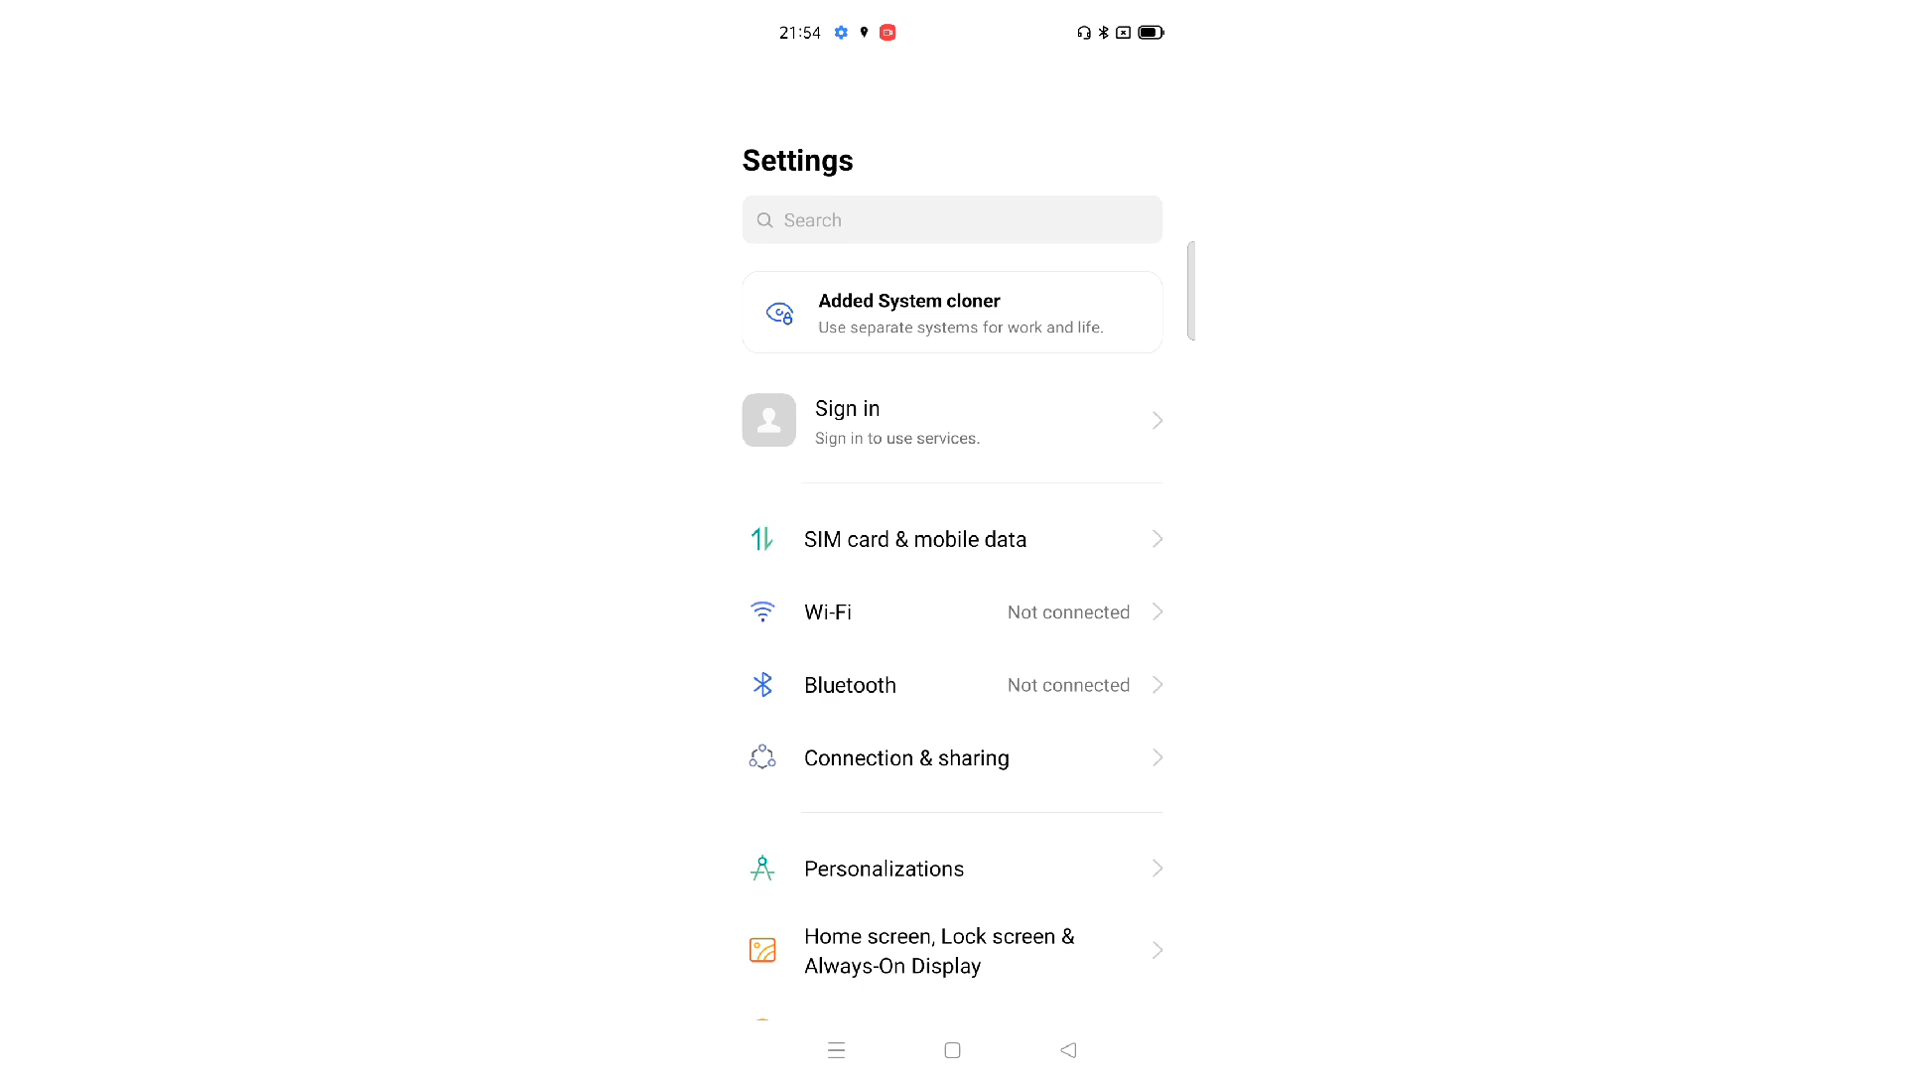 21:54
Settings
Search
Added System cloner
Use separate systems for work and life.
Sign in
Sign in to use services.
SIM card & mobile data
Wi-Fi Not connected
Bluetooth Not connected
Connection & sharing
Personalizations
Home screen, Lock screen &
Always-On Display